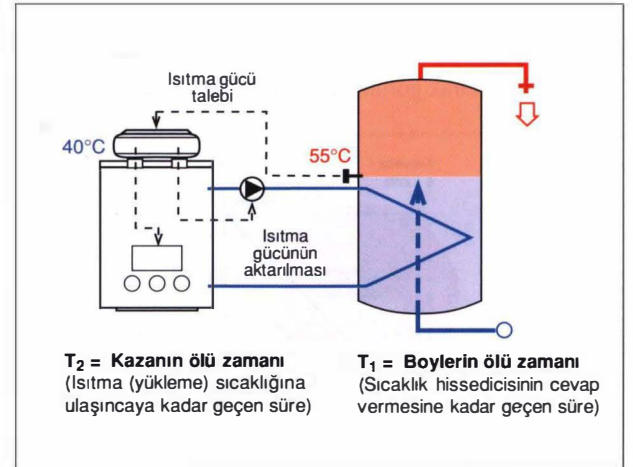 Isıtma gücü
talebi
40°C
55°C
Isıtma
gücünün
aktarılması
T₂ = Kazanın ölü zamanı
(Isıtma (yükleme) sıcaklığına
ulaşıncaya kadar geçen süre)
T₁ = Boylerin ölü zamanı
(Sıcaklık hissedicisinin cevap
vermesine kadar geçen süre)